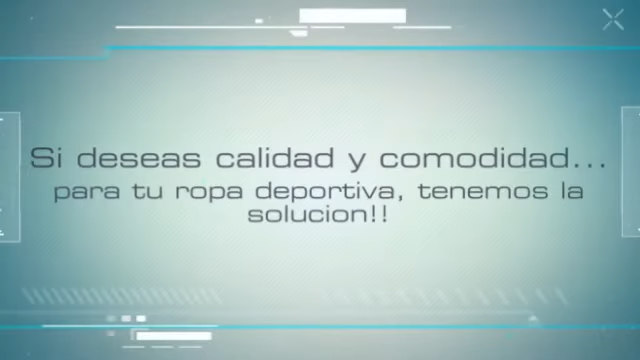 Si deseas calidad y comodidad...
para tu ropa deportiva, tenemos la
solucion!!